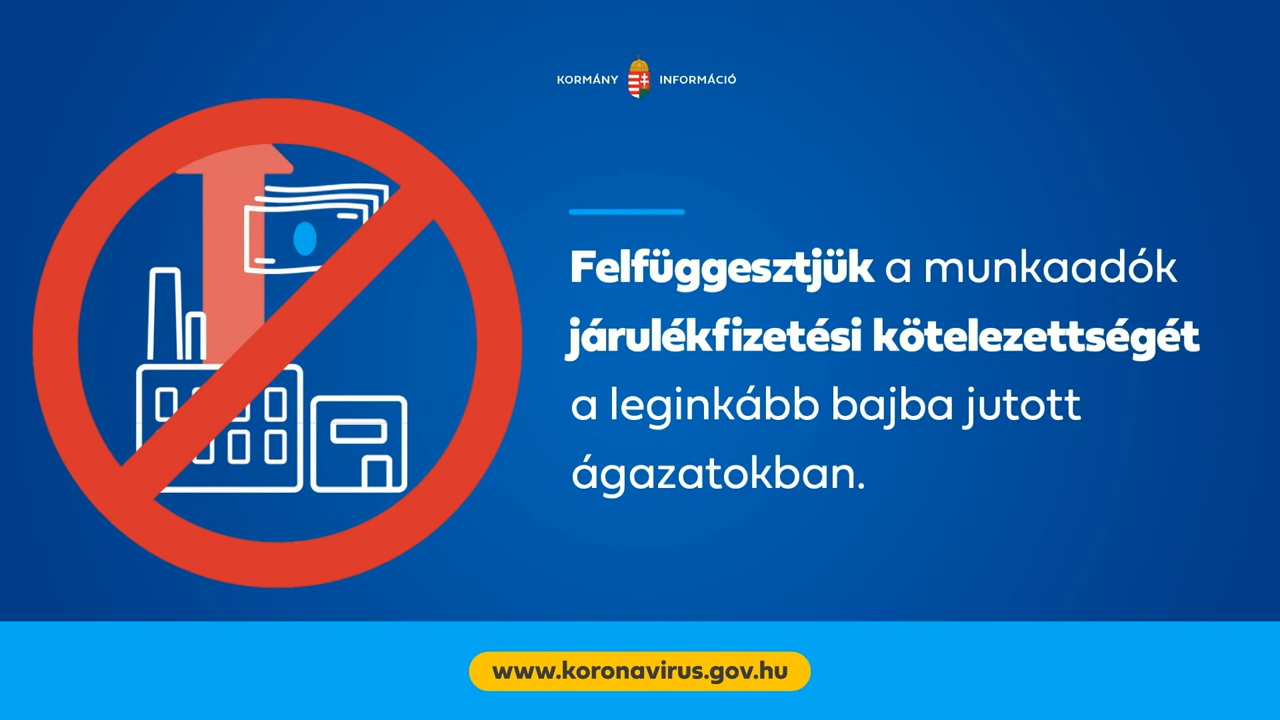 KORMÁNY INFORMÁCIÓ
Felfüggesztjük a munkaadók
járulékfizetési kötelezettségét
a leginkább bajba jutott
ágazatokban.
www.koronavirus.gov.hu